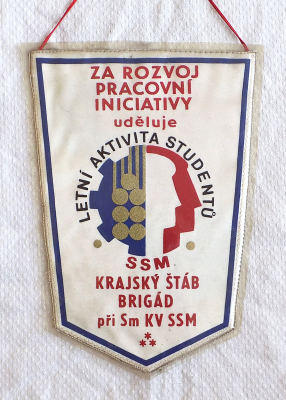 ZA ROZVOJ
PRACOVNÍ
INICIATIVY
uděluje
LETNÍ AKTIVITA STUDENTŮ
SSM
KRAJSKÝ ŠTÁB
BRIGÁD
při Sm KV SSM